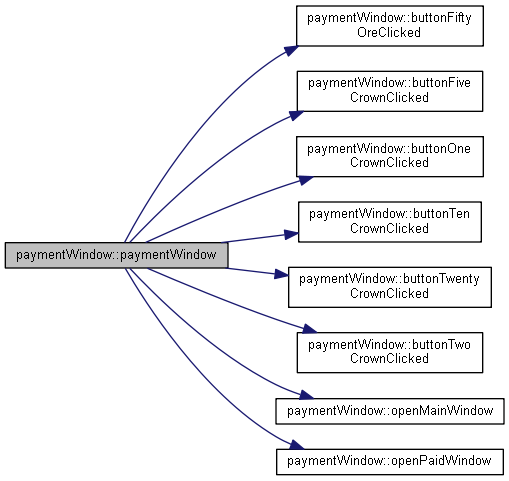 paymentWindow::buttonFifty
OreClicked
paymentWindow::buttonFive
CrownClicked
paymentWindow::buttonOne
CrownClicked
paymentWindow::buttonTen
CrownClicked
paymentWindow::paymentWindow
paymentWindow::buttonTwenty
CrownClicked
paymentWindow::buttonTwo
CrownClicked
paymentWindow::openMainWindow
paymentWindow::openPaidWindow